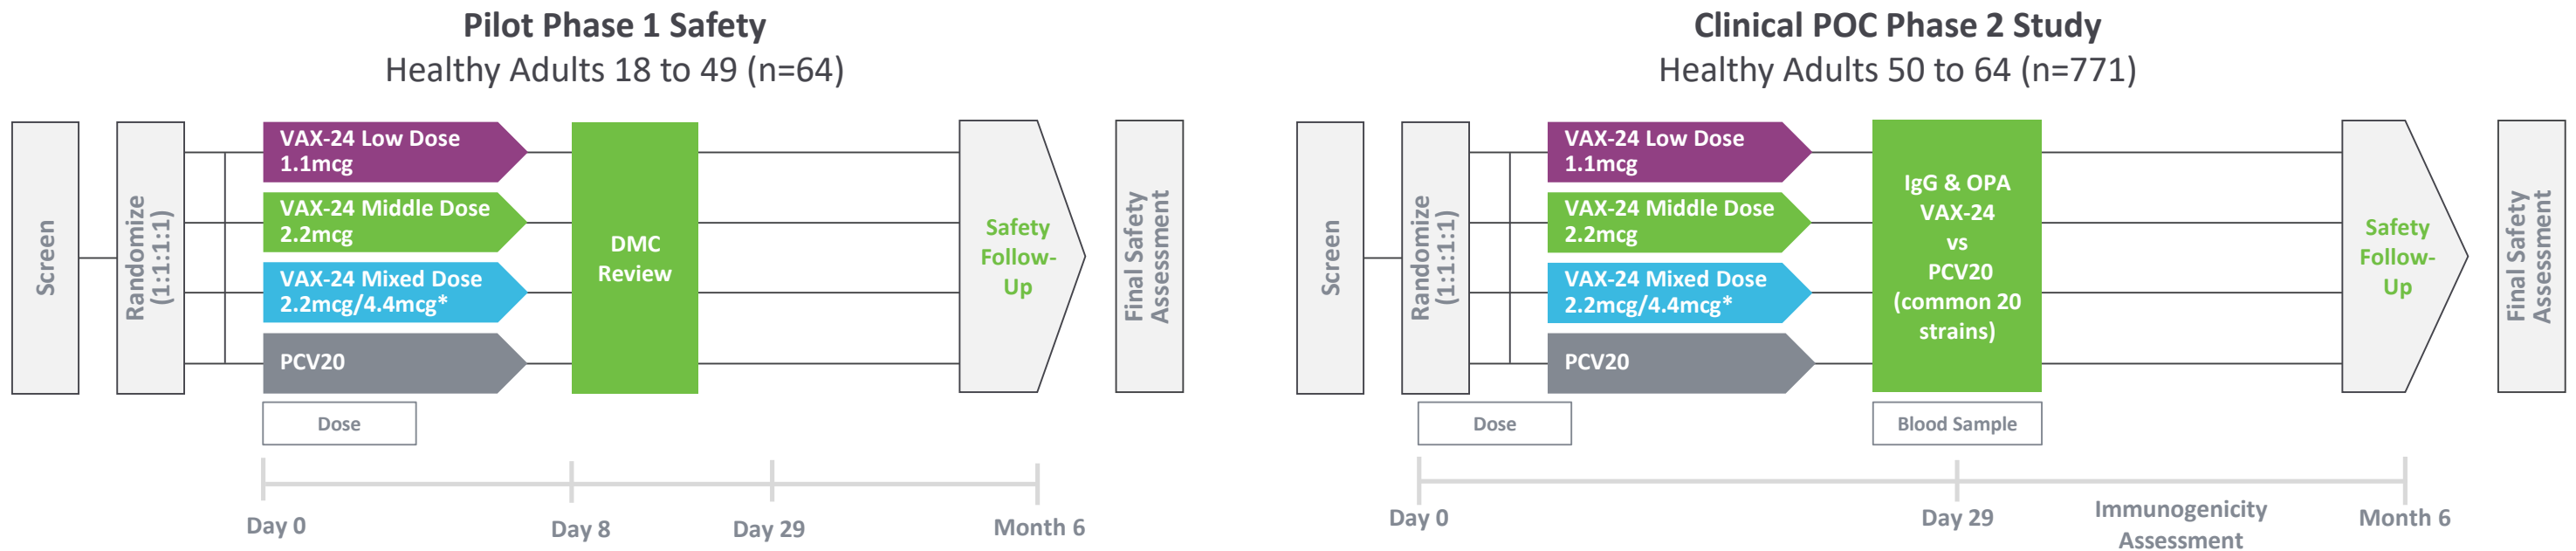 Pilot Phase 1 Safety
Healthy Adults 18 to 49 (n=64)
Screen
Randomize
(1:1:1:1)
VAX-24 Low Dose
1.1mcg
VAX-24 Middle Dose
2.2mcg
VAX-24 Mixed Dose
2.2mcg/4.4mcg*
PCV20
Dose
DMC
Review
Safety
Follow-
Up
Final Safety
Assessment
Day 0
Day 8
Day 29
Month 6
Clinical POC Phase 2 Study
Healthy Adults 50 to 64 (n=771)
Screen
Randomize
(1:1:1:1)
VAX-24 Low Dose
1.1mcg
VAX-24 Middle Dose
2.2mcg
VAX-24 Mixed Dose
2.2mcg/4.4mcg*
PCV20
Dose
IgG & OPA
VAX-24
vs
PCV20
(common 20
strains)
Blood Sample
Safety
Follow-
Up
Final Safety
Assessment
Day 0
Day 29
Immunogenicity
Assessment
Month 6